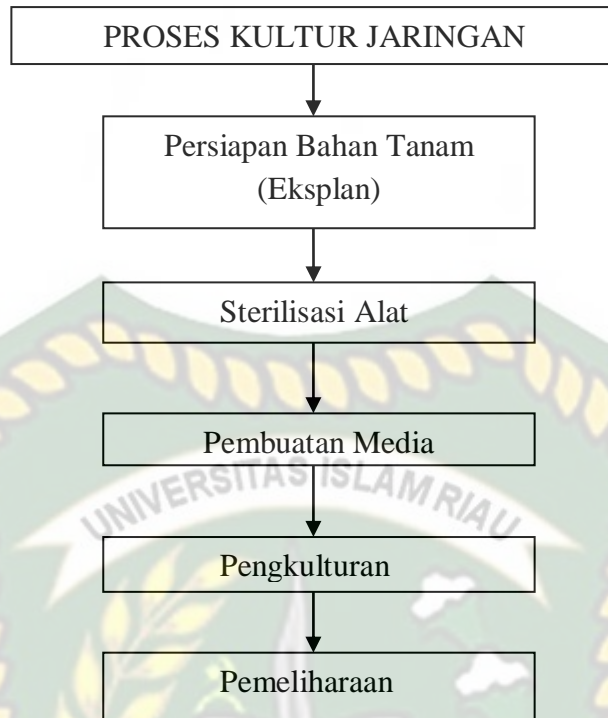 PROSES KULTUR JARINGAN
Persiapan Bahan Tanam
(Eksplan)
Sterilisasi Alat
Pembuatan Media
UNIVERSITAS ISLAM RIAU
Pengkulturan
Pemeliharaan